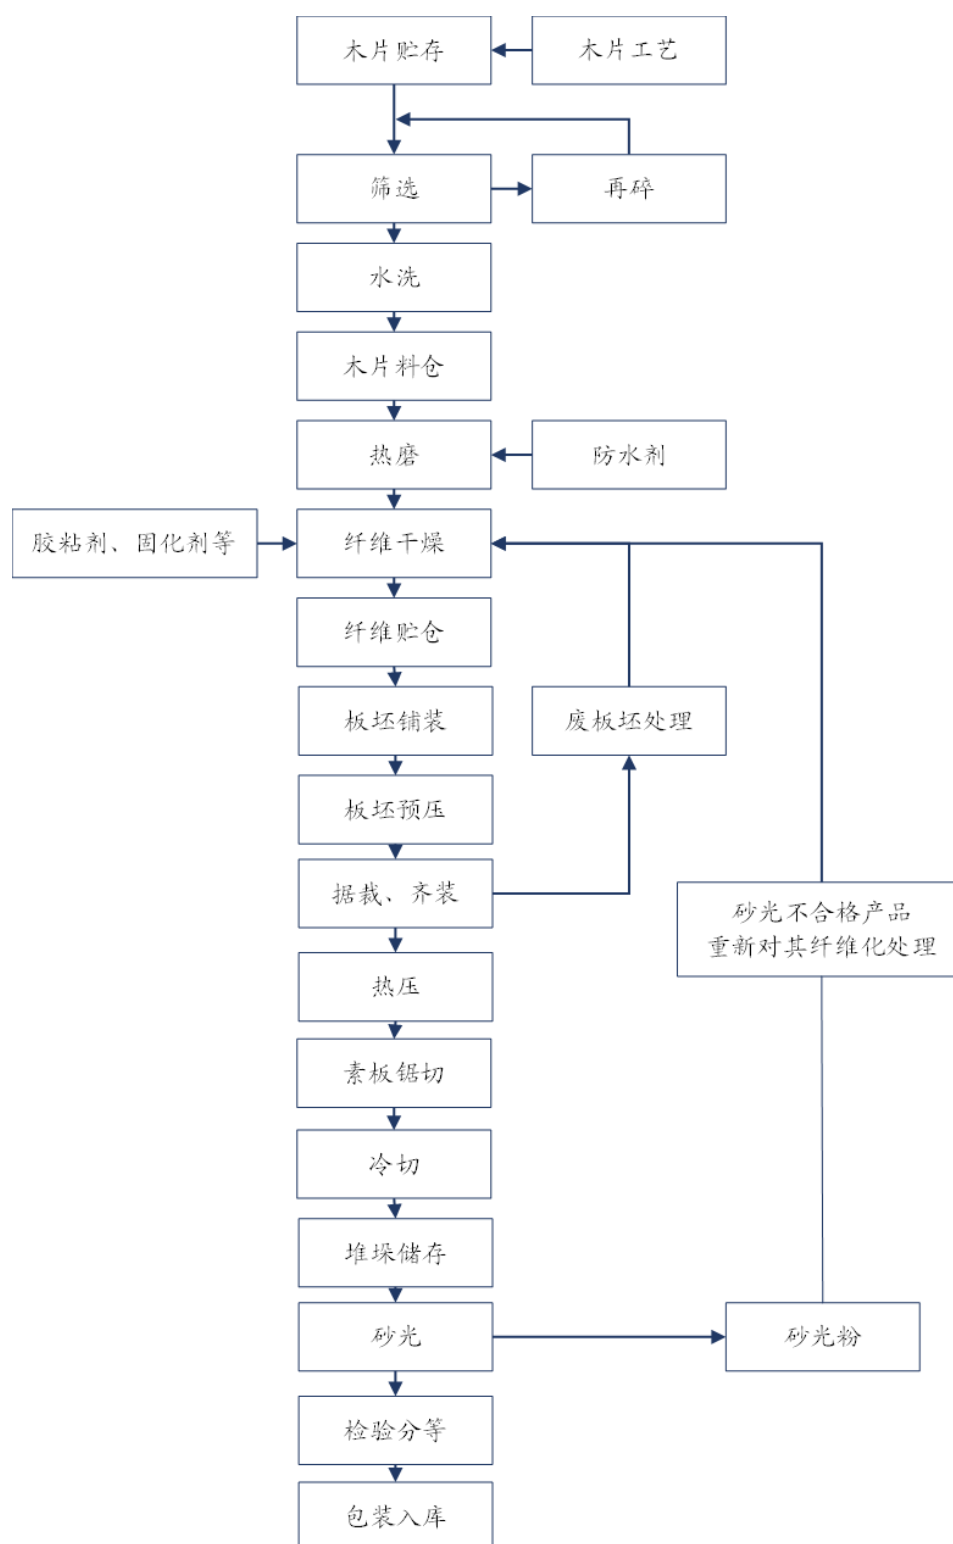 木片贮存
木片工艺
筛选
再碎
水洗
木片料仓
热磨
防水剂
胶粘剂、固化剂等
纤维干燥
纤维贮仓
板坯铺装
废板坯处理
板坯预压
据裁、齐装
砂光不合格产品
重新对其纤维化处理
热压
素板锯切
冷切
堆垛储存
砂光
砂光粉
检验分等
包装入库